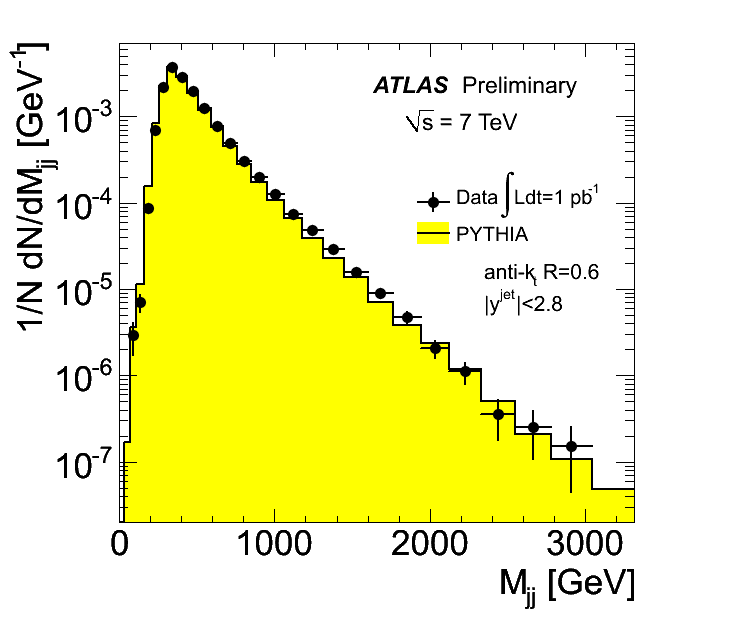 1/N dN/dMjj [GeV-1]
10-3
10-4
10-5
10-6
10-7
ATLAS Preliminary
√s = 7 TeV
Data ∫Ldt=1 pb-1
PYTHIA
anti-kt R=0.6
|yjet|<2.8
0 1000 2000 3000
Mjj [GeV]